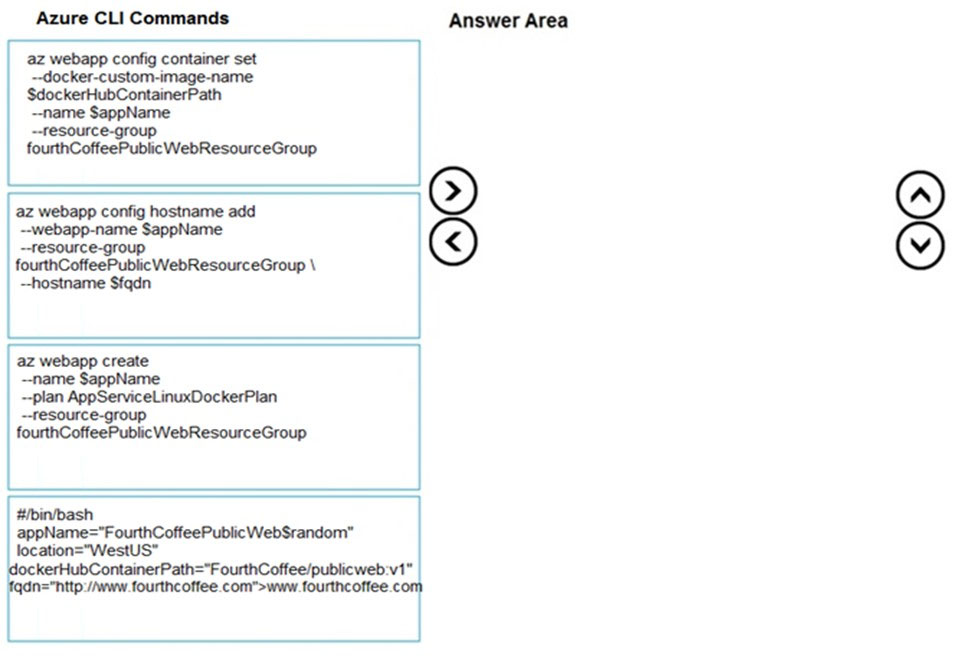 Azure CLI Commands
Answer Area
az webapp config container set
--docker-custom-image-name
$dockerHubContainerPath
--name $appName
--resource-group
fourthCoffeePublicWebResourceGroup
az webapp config hostname add
--webapp-name $appName
--resource-group
fourthCoffeePublicWebResourceGroup \
--hostname $fqdn
az webapp create
--name $appName
--plan AppServiceLinuxDockerPlan
--resource-group
fourthCoffeePublicWebResourceGroup
#/bin/bash
appName="FourthCoffeePublicWeb$random"
location="WestUS"
dockerHubContainerPath="FourthCoffee/publicweb:v1"
fqdn="http://www.fourthcoffee.com">www.fourthcoffee.com